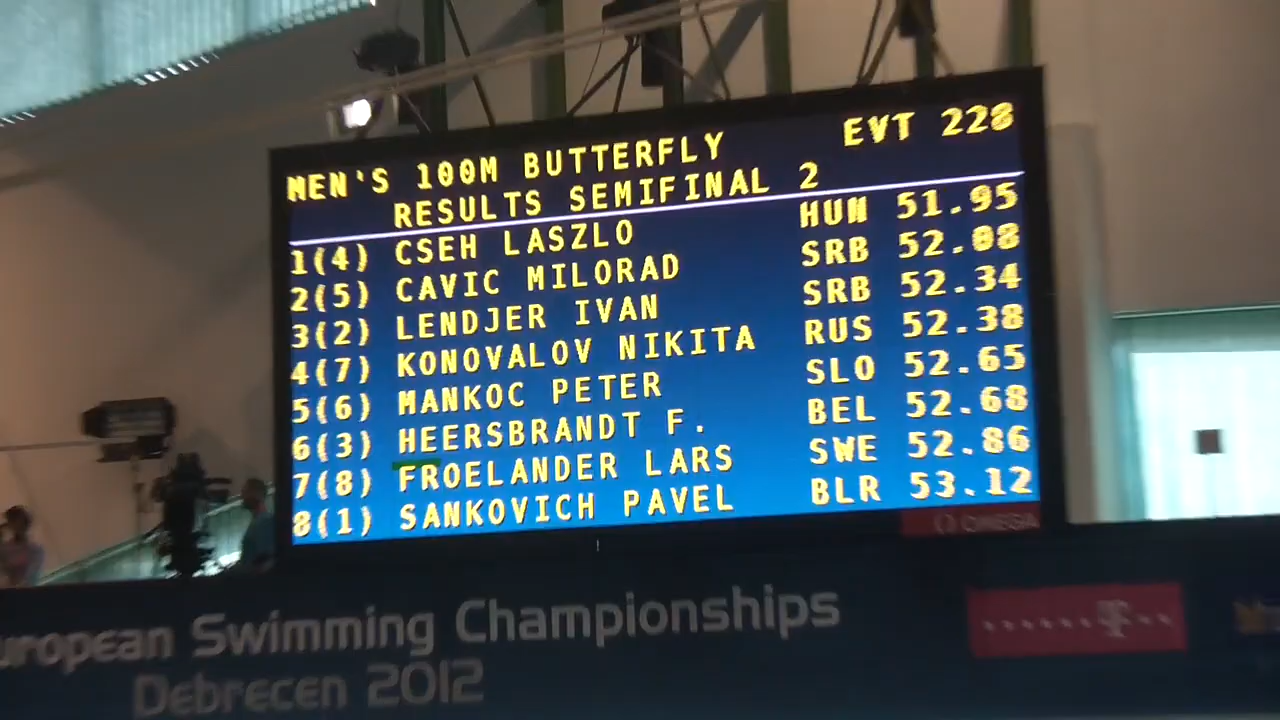 MEN'S 100M BUTTERFLY EVT 228
RESULTS SEMIFINAL 2
1(4) CSEH LASZLO HUN 51.95
2(5) CAVIC MILORAD SRB 52.08
3(2) LENDJER IVAN SRB 52.34
4(7) KONOVALOV NIKITA RUS 52.38
5(6) MANKOC PETER SLO 52.65
6(3) HEERSBRANDT F. BEL 52.68
7(8) FROELANDER LARS SWE 52.86
8(1) SANKOVICH PAVEL BLR 53.12
OMEGA
uropean Swimming Championships
Debrecen 2012
T